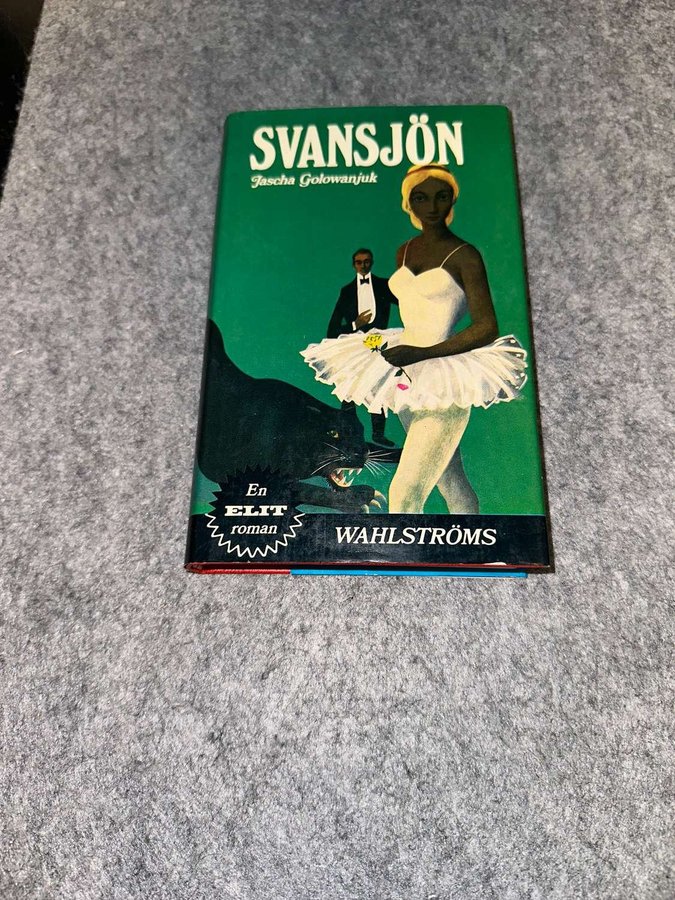 SVANSJÖN
Jascha Golowanjuk
En
ELIT
roman
WAHLSTRÖMS